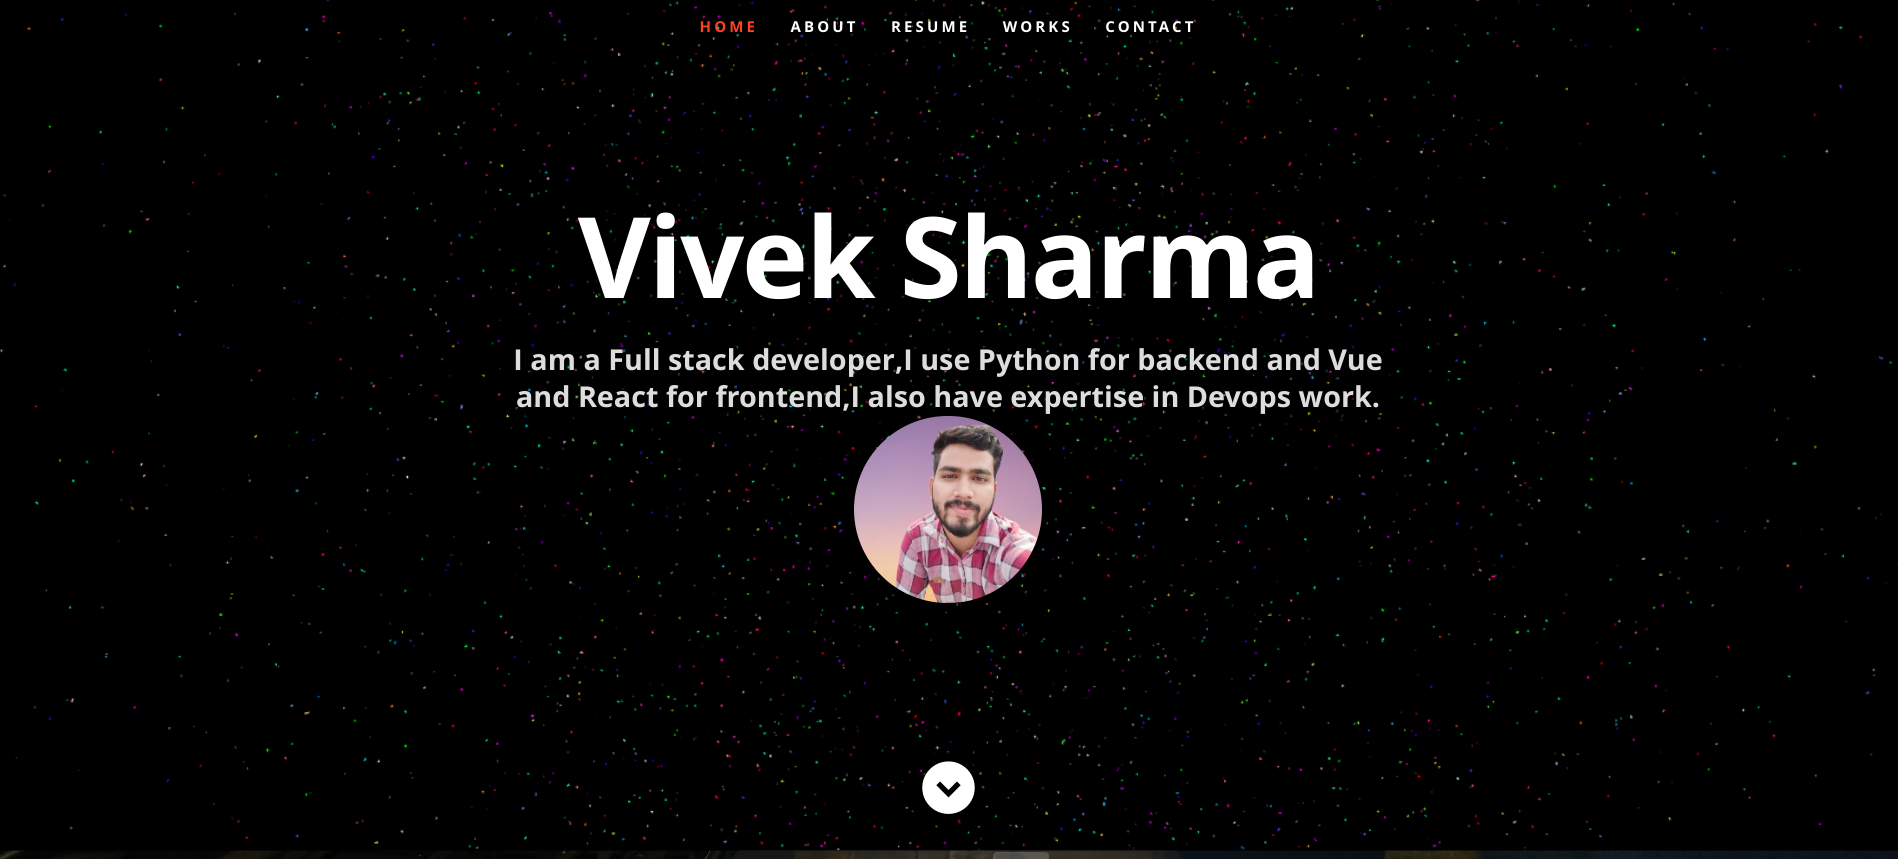 HOME ABOUT RESUME WORKS CONTACT
Vivek Sharma
I am a Full stack developer,I use Python for backend and Vue
and React for frontend,I also have expertise in Devops work.